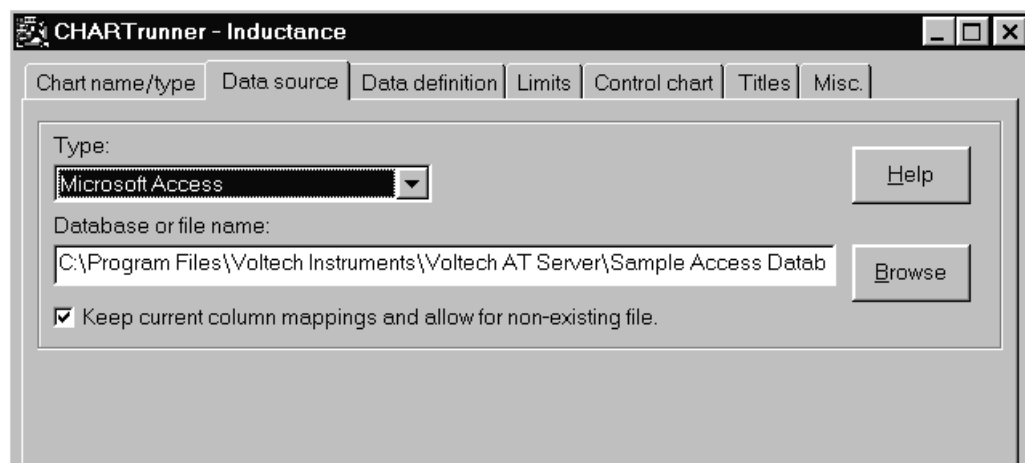 CHARTrunner - Inductance
Chart name/type Data source Data definition Limits Control chart Titles Misc.
Type:
Microsoft Access
Help
Database or file name:
C:\Program Files\Voltech Instruments\Voltech AT Server\Sample Access Datab
Browse
Keep current column mappings and allow for non-existing file.